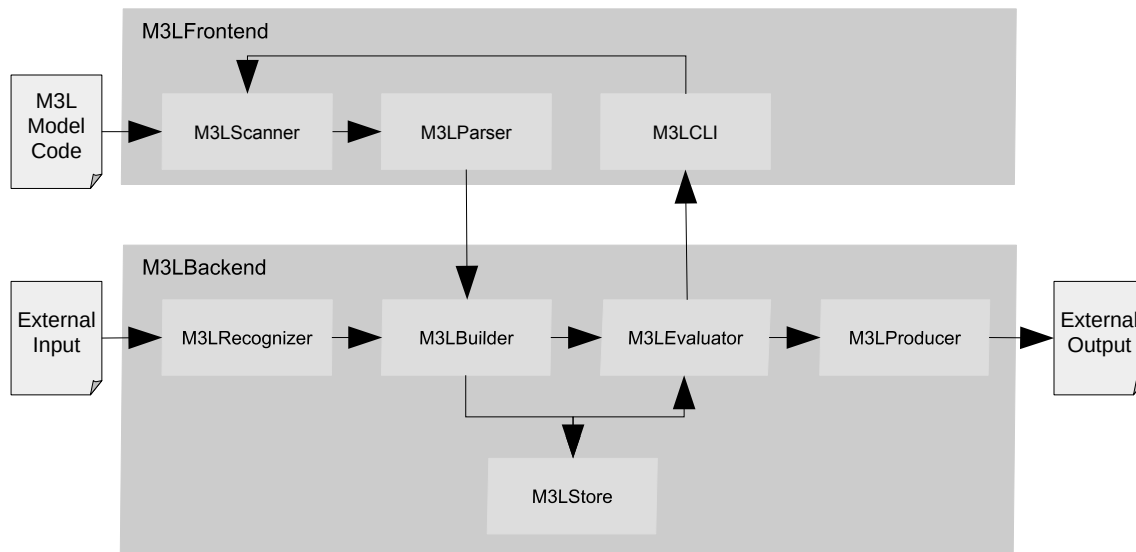 M3LFrontend
M3L
Model
Code
M3LScanner
M3LParser
M3LCLI
M3LBackend
External
Input
M3LRecognizer
M3LBuilder
M3LEvaluator
M3LProducer
External
Output
M3LStore